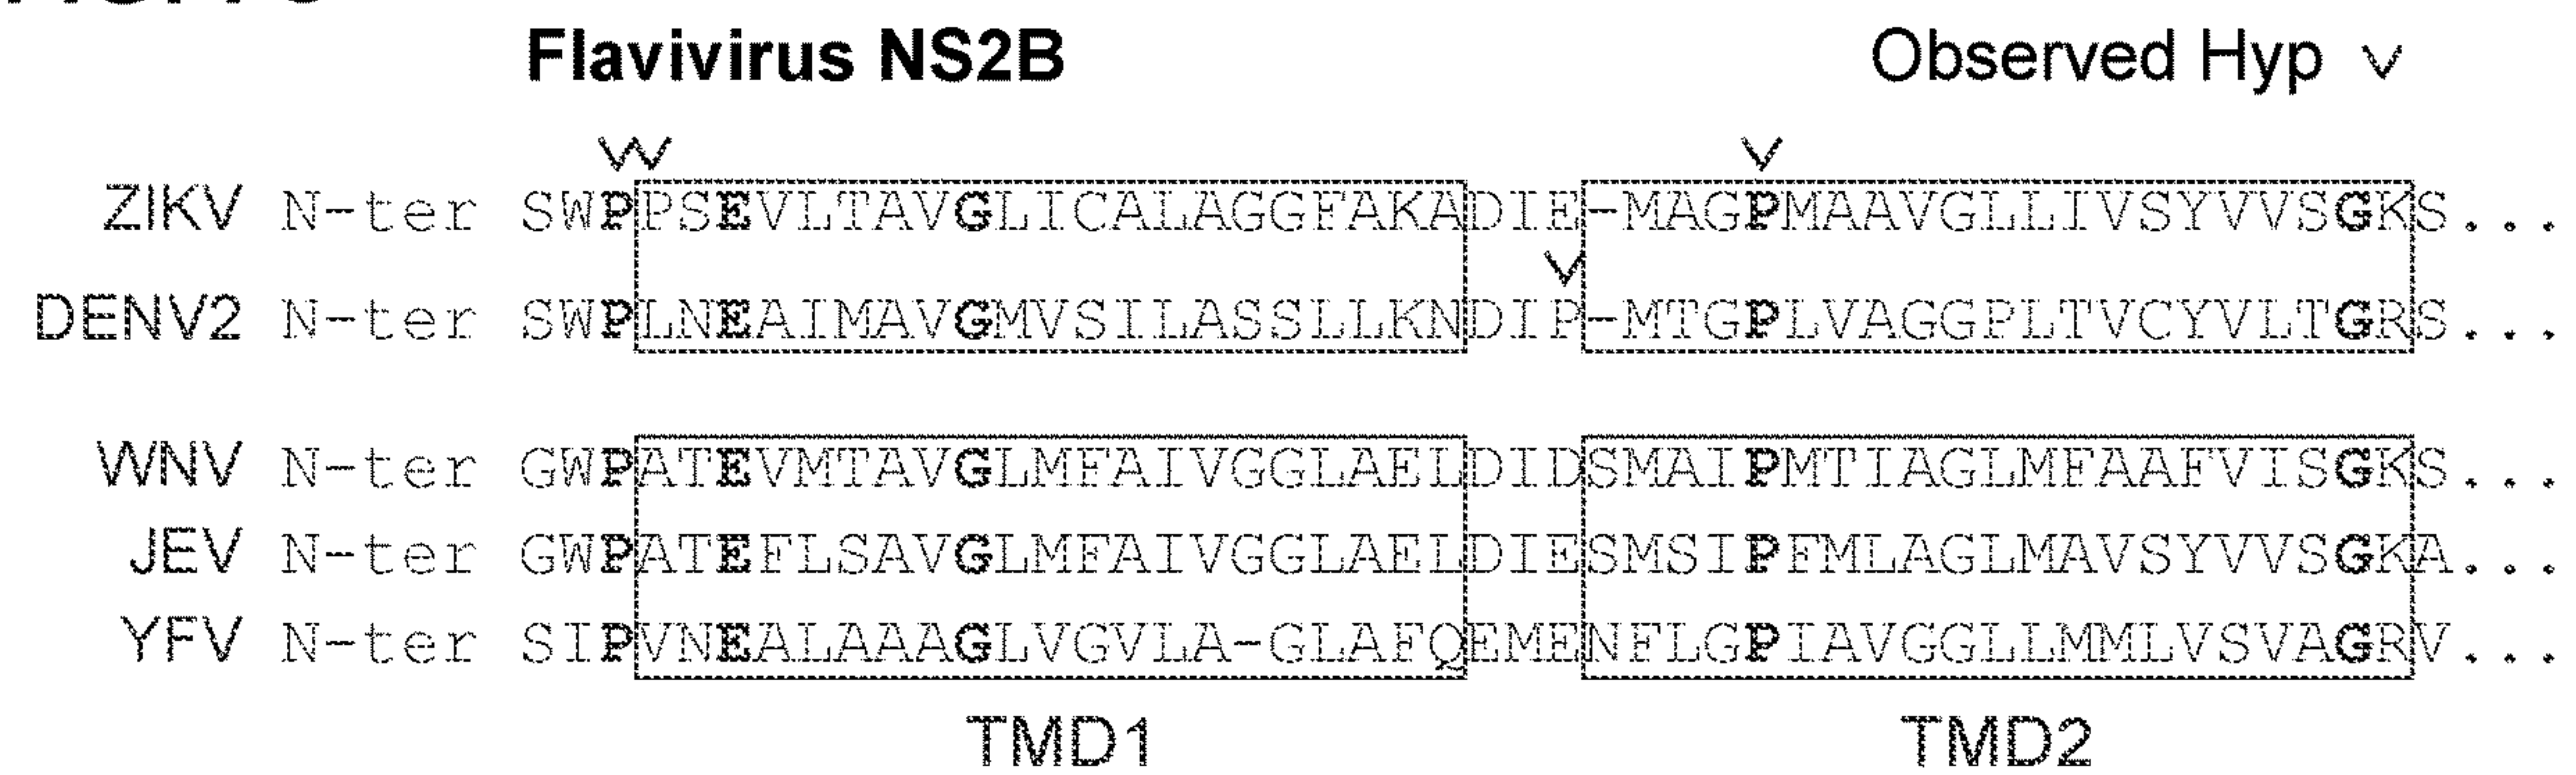 Flavivirus NS2B Observed Hyp ∨
∨∨ ∨
ZIKV N-ter SWPPSEVLTAVGLICALAGGFAKADIE-MAGPMAAVGLLIVSYVVSGKS...
∨
DENV2 N-ter SWPLNEAIMAVGMVSILASSLLKNDIP-MTGPLVAGGPLTVCYVLTGRS...
WNV N-ter GWPATEVMTAVGLMFAIVGGLAELDIDSMAIPMTIAGLMFAAFVISGKS...
JEV N-ter GWPATEFLSAVGLMFAIVGGLAELDIESMSIPFMLAGLMAVSYVVSGKA...
YFV N-ter SIPVNEALAAAGLVGVLA-GLAFQEMENFLGPIAVGGLLMMLVSVAGRV...
TMD1 TMD2